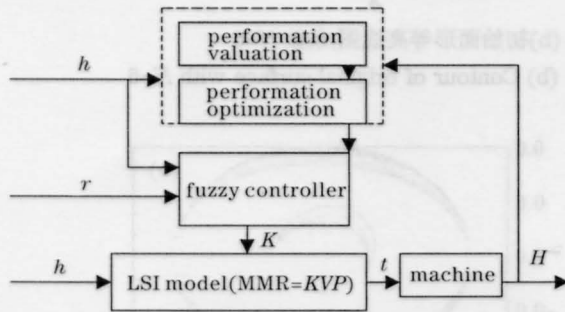 performation
valuation
h
performation
optimization
r
fuzzy controller
K
h
LSI model(MMR=KVP)
t
machine
H